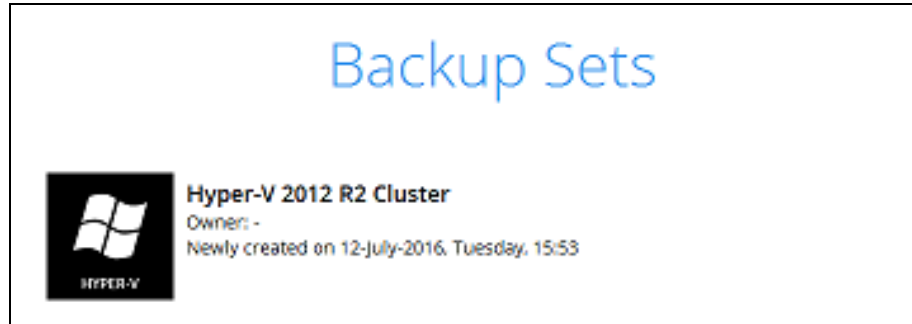 Backup Sets
Hyper-V 2012 R2 Cluster
Owner: -
Newly created on 12-July-2016, Tuesday, 15:53
HYPER-V